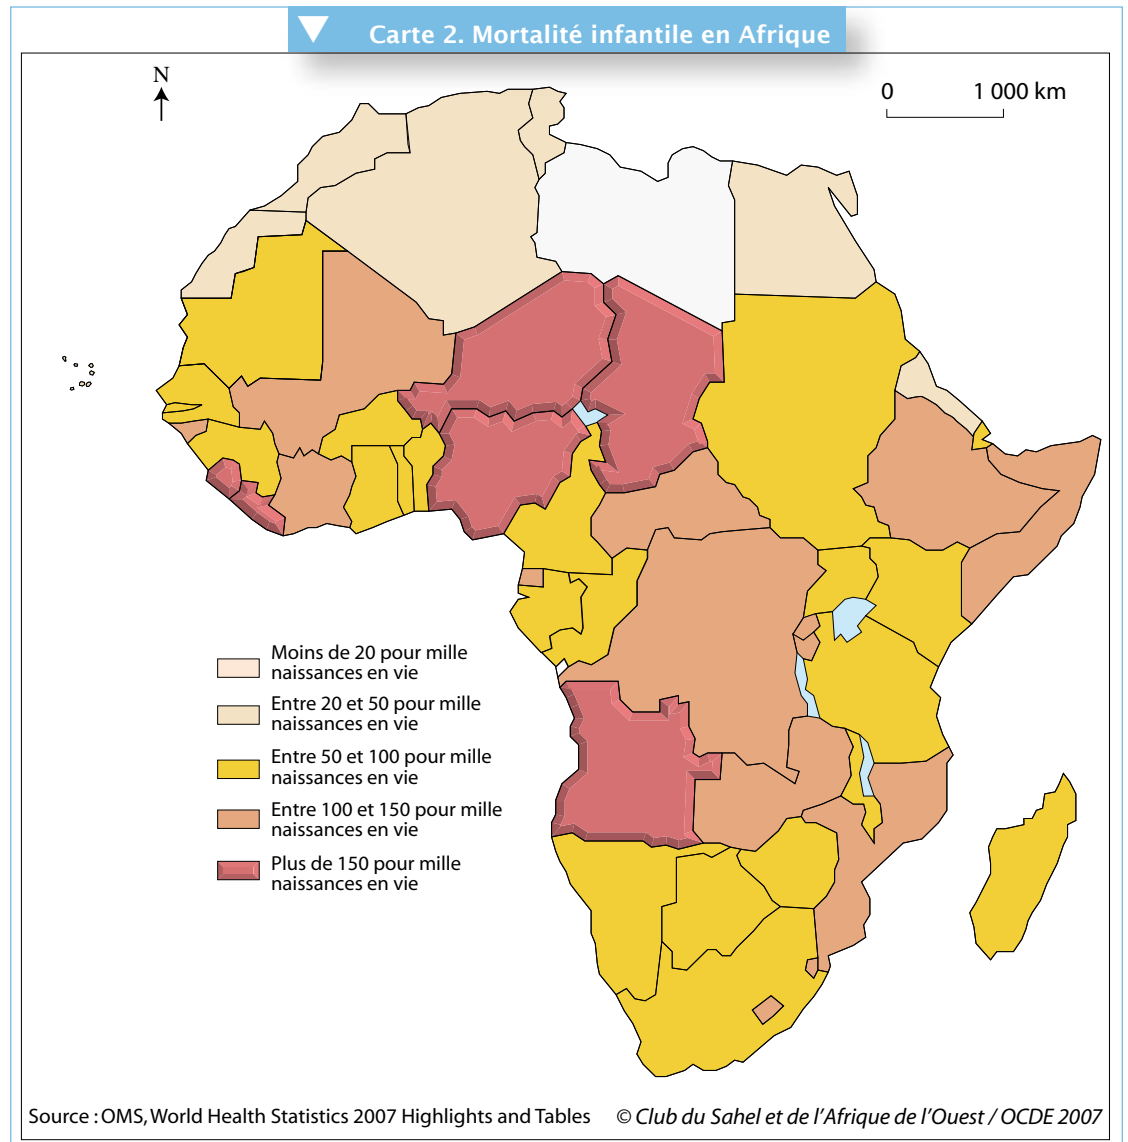 Carte 2. Mortalité infantile en Afrique
N
0 1 000 km
Moins de 20 pour mille
naissances en vie
Entre 20 et 50 pour mille
naissances en vie
Entre 50 et 100 pour mille
naissances en vie
Entre 100 et 150 pour mille
naissances en vie
Plus de 150 pour mille
naissances en vie
Source : OMS, World Health Statistics 2007 Highlights and Tables © Club du Sahel et de l'Afrique de l'Ouest / OCDE 2007